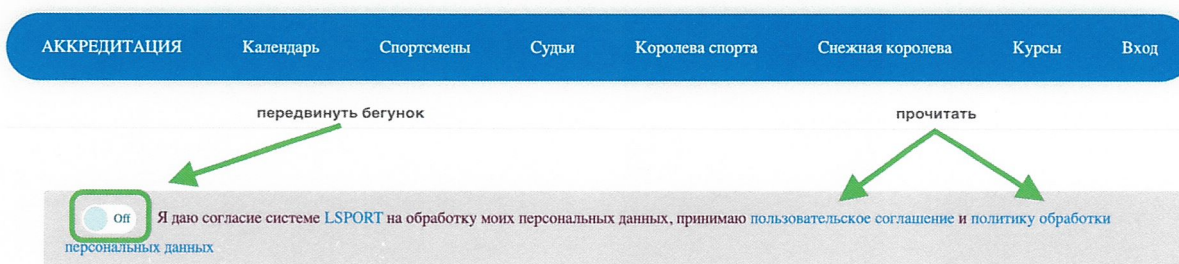 АККРЕДИТАЦИЯ Календарь Спортсмены Судьи Королева спорта Снежная королева Курсы Вход
передвинуть бегунок прочитать
Off Я даю согласие системе LSPORT на обработку моих персональных данных, принимаю пользовательское соглашение и политику обработки
персональных данных